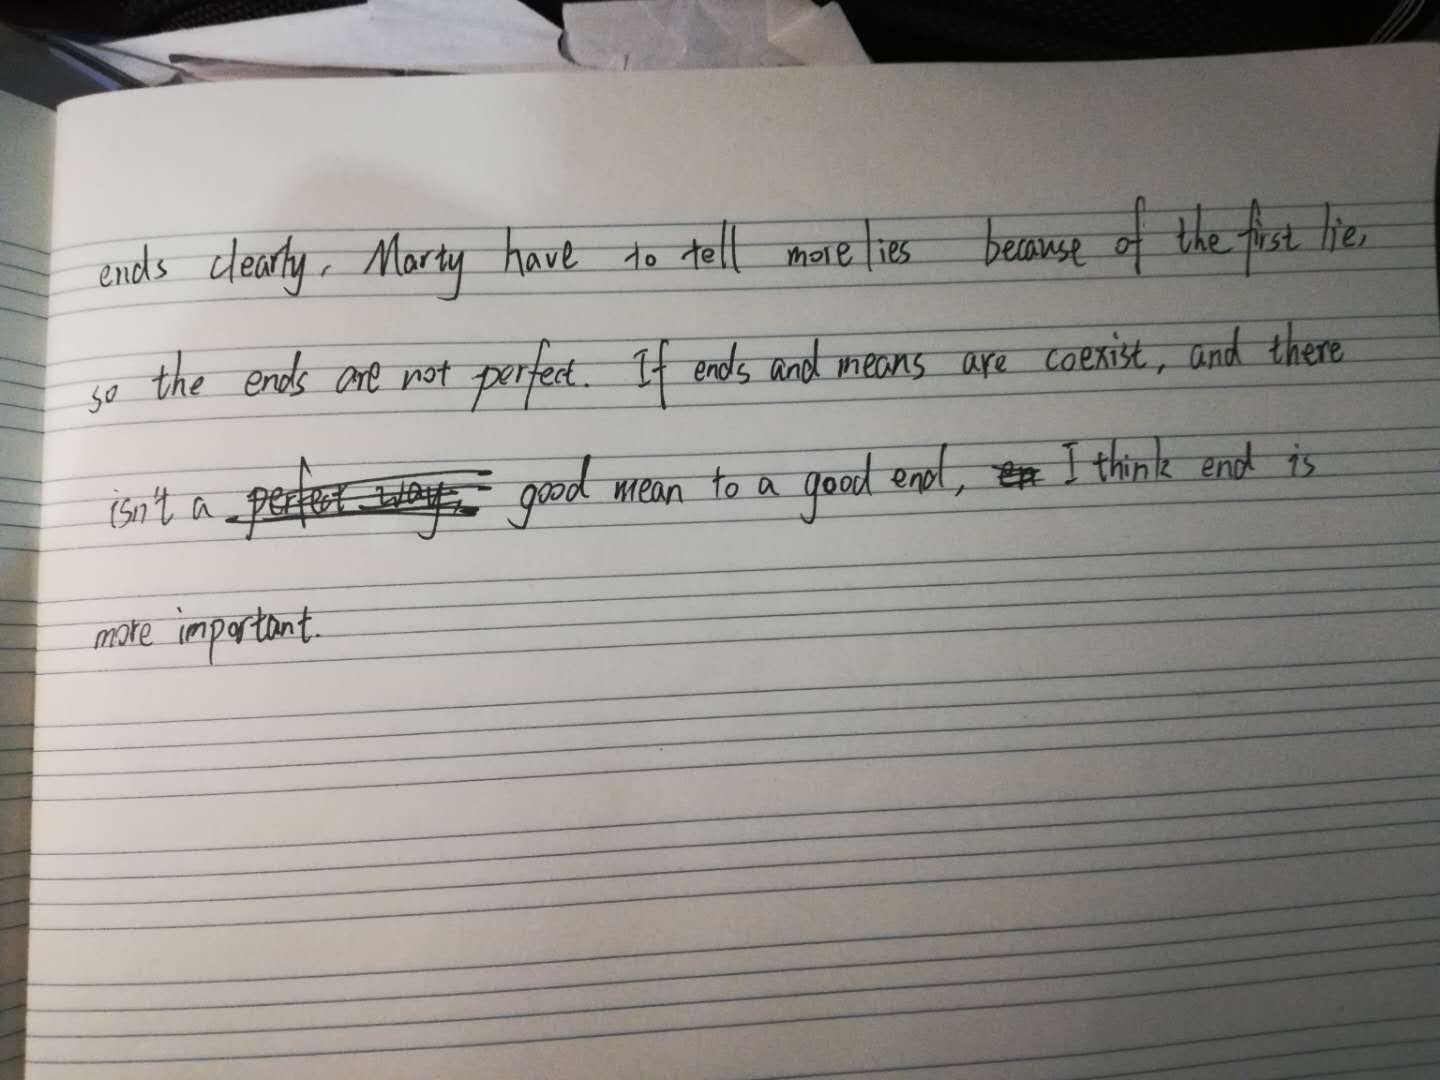 ends clearly. Marty have to tell more lies because of the first lie,
so the ends are not perfect. If ends and means are coexist, and there
isn't a perfect way, good mean to a good end, en I think end is
more important.